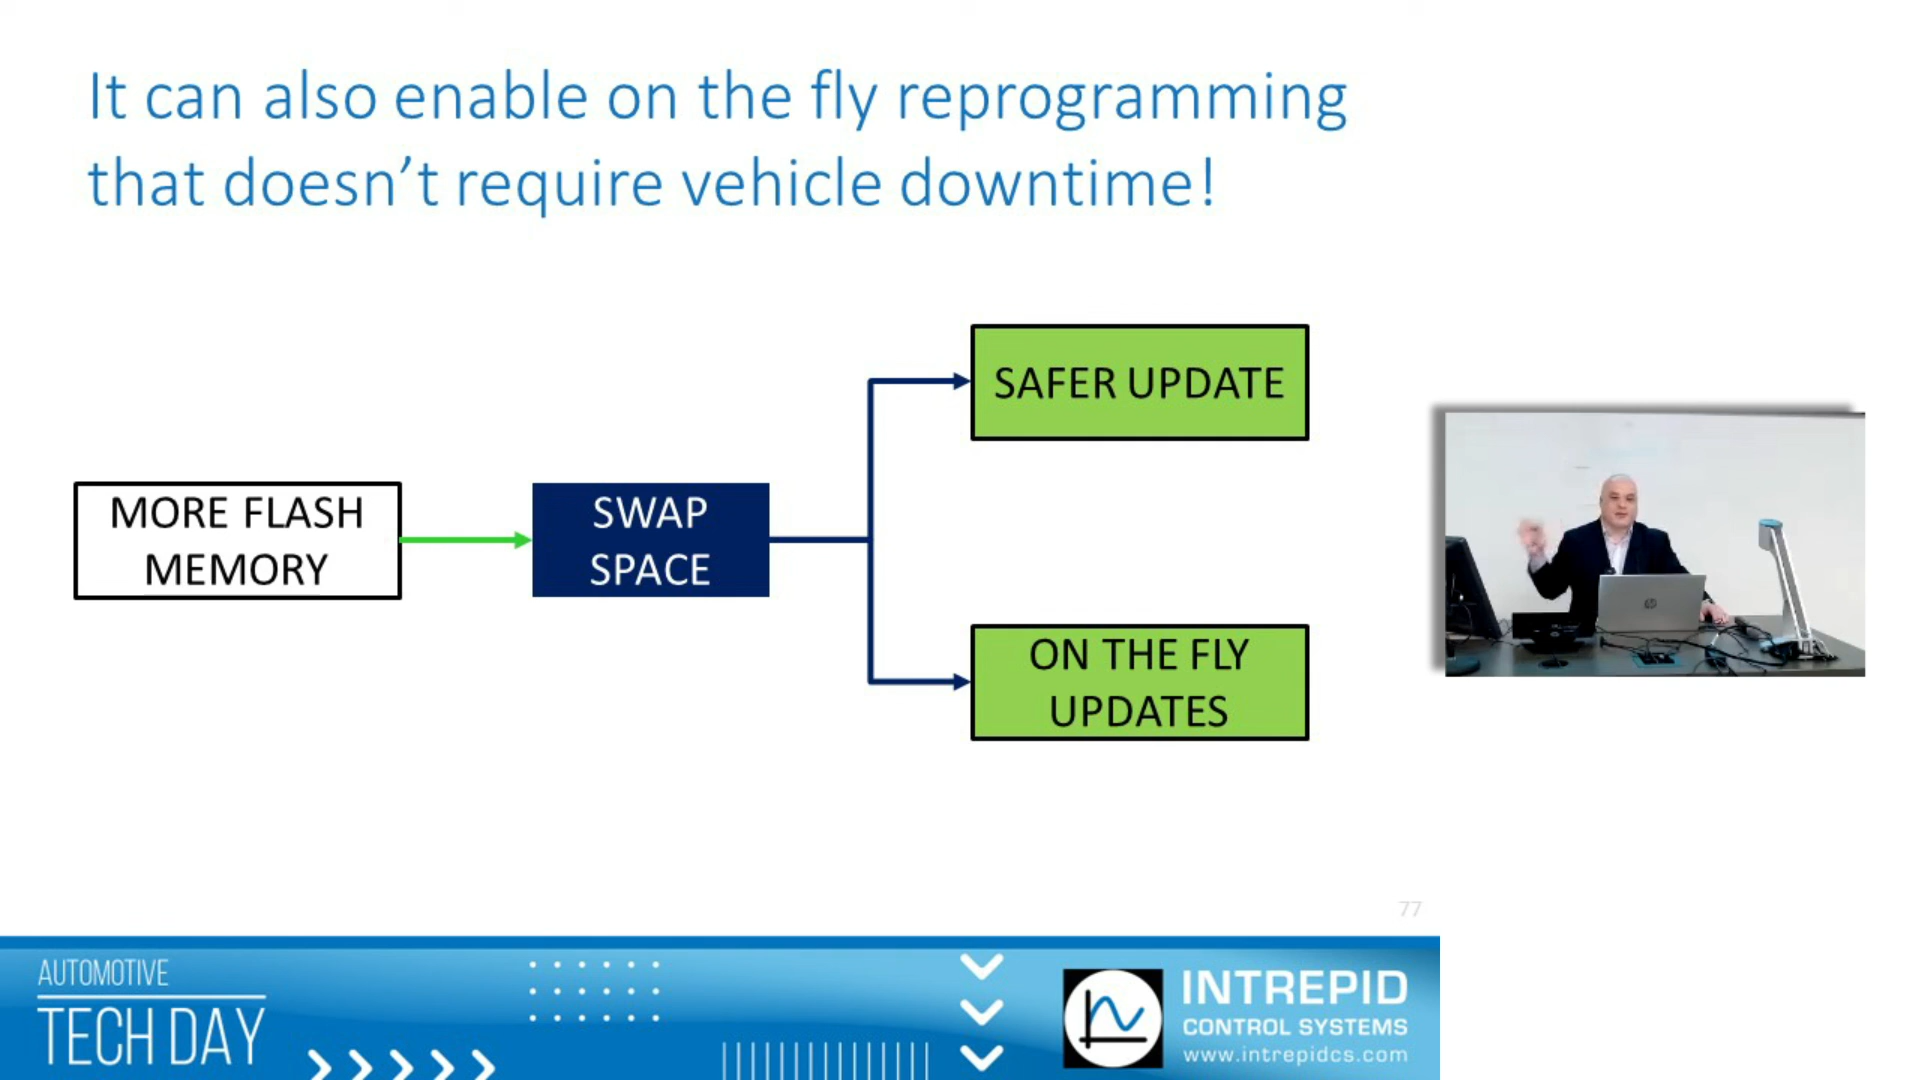 It can also enable on the fly reprogramming
that doesn't require vehicle downtime!
SAFER UPDATE
MORE FLASH
MEMORY
SWAP
SPACE
ON THE FLY
UPDATES
77
AUTOMOTIVE
TECH DAY
INTREPID
CONTROL SYSTEMS
www.intrepidcs.com